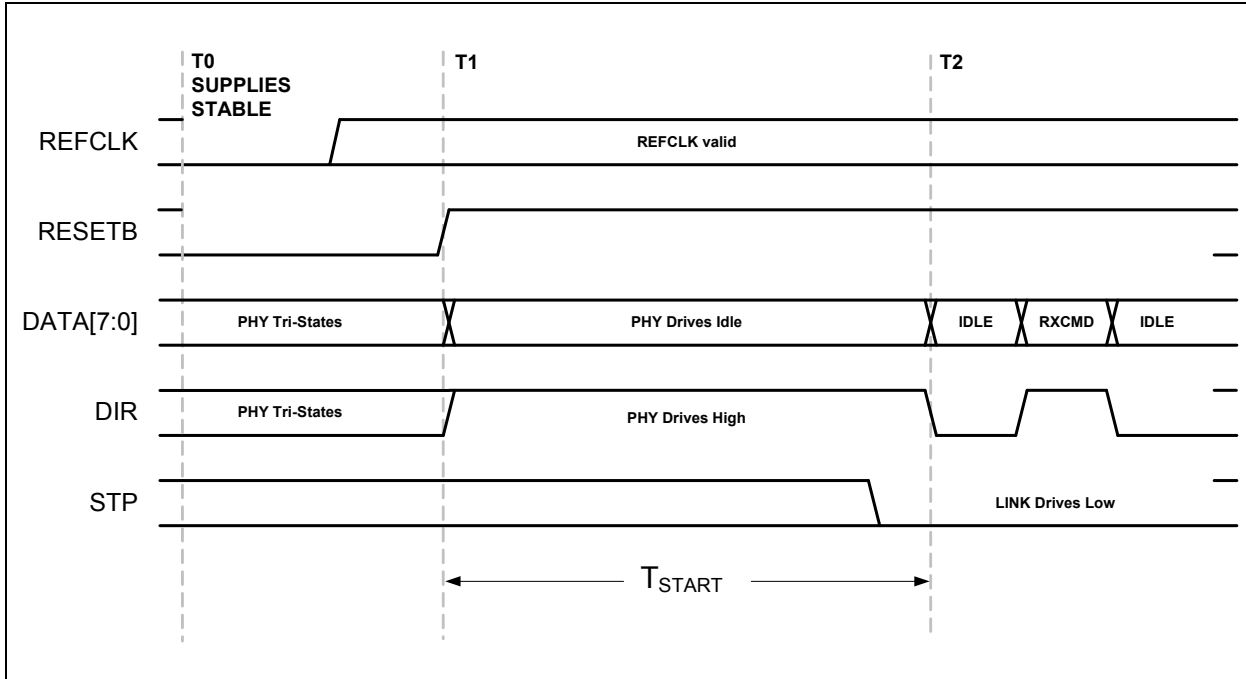 T0
SUPPLIES
STABLE
T1
T2
REFCLK
REFCLK valid
RESETB
DATA[7:0]
PHY Tri-States
PHY Drives Idle
IDLE
RXCMD
IDLE
DIR
PHY Tri-States
PHY Drives High
STP
LINK Drives Low
TSTART